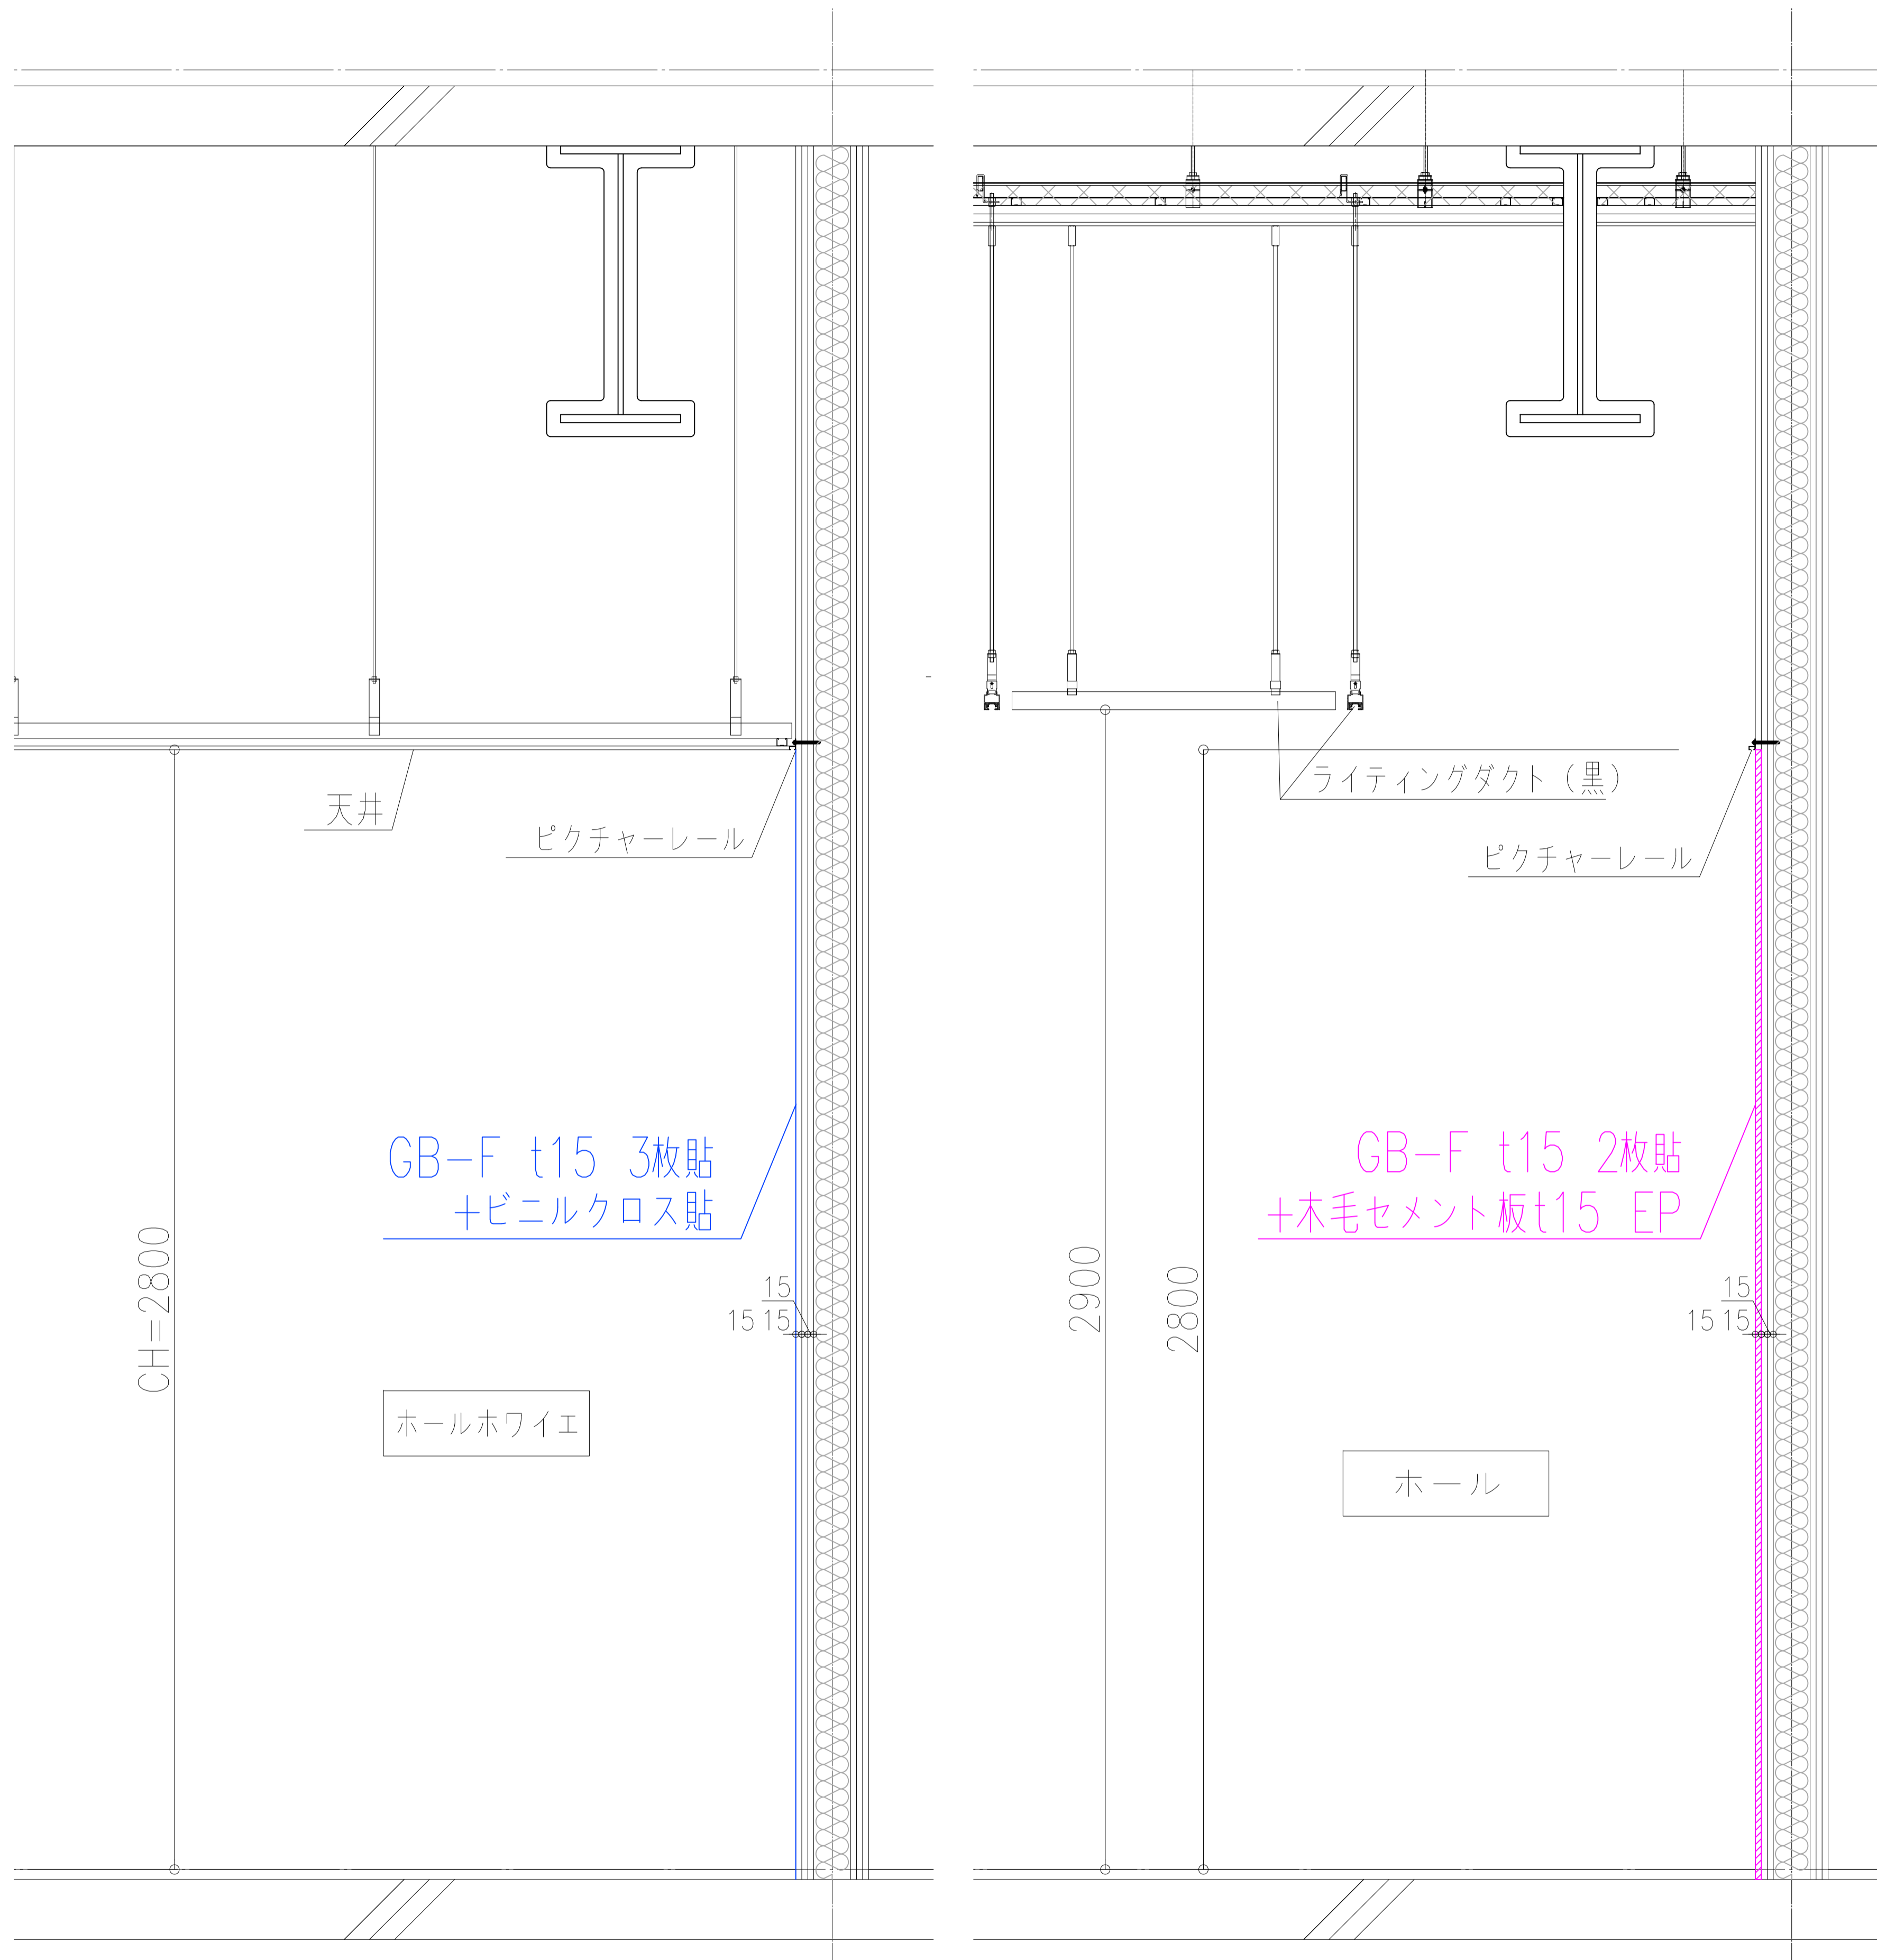 天井
ピクチャーレール
GB-F t15 3枚貼
+ビニルクロス貼
CH=2800
15
15 15
ホールホワイエ
ライティングダクト(黒)
ピクチャーレール
GB-F t15 2枚貼
+木毛セメント板t15 EP
2900
2800
15
15 15
ホール